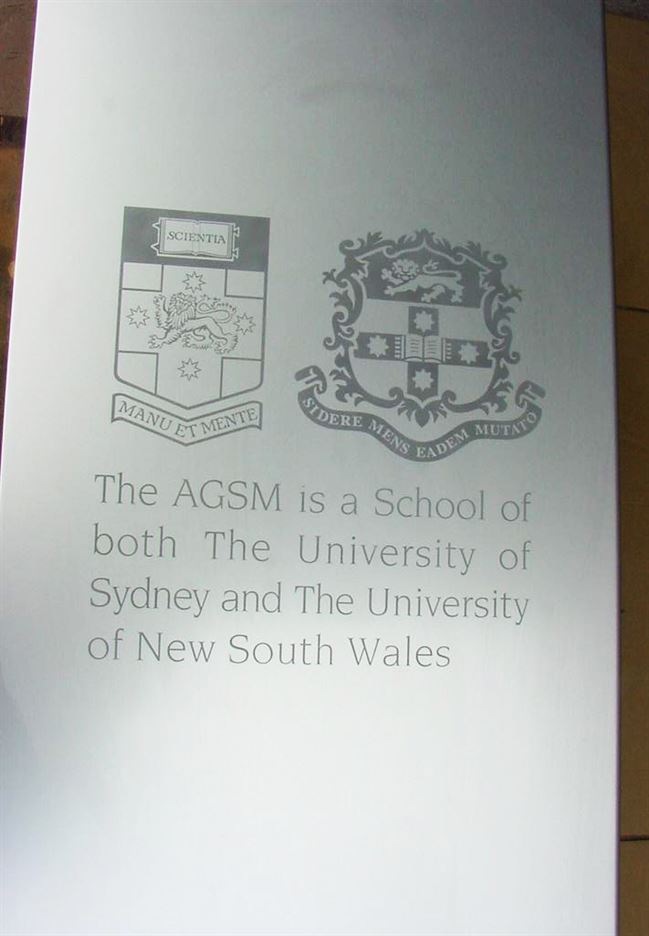 SCIENTIA
MANU ET MENTE
SIDERE MENS EADEM MUTATO
The AGSM is a School of
both The University of
Sydney and The University
of New South Wales